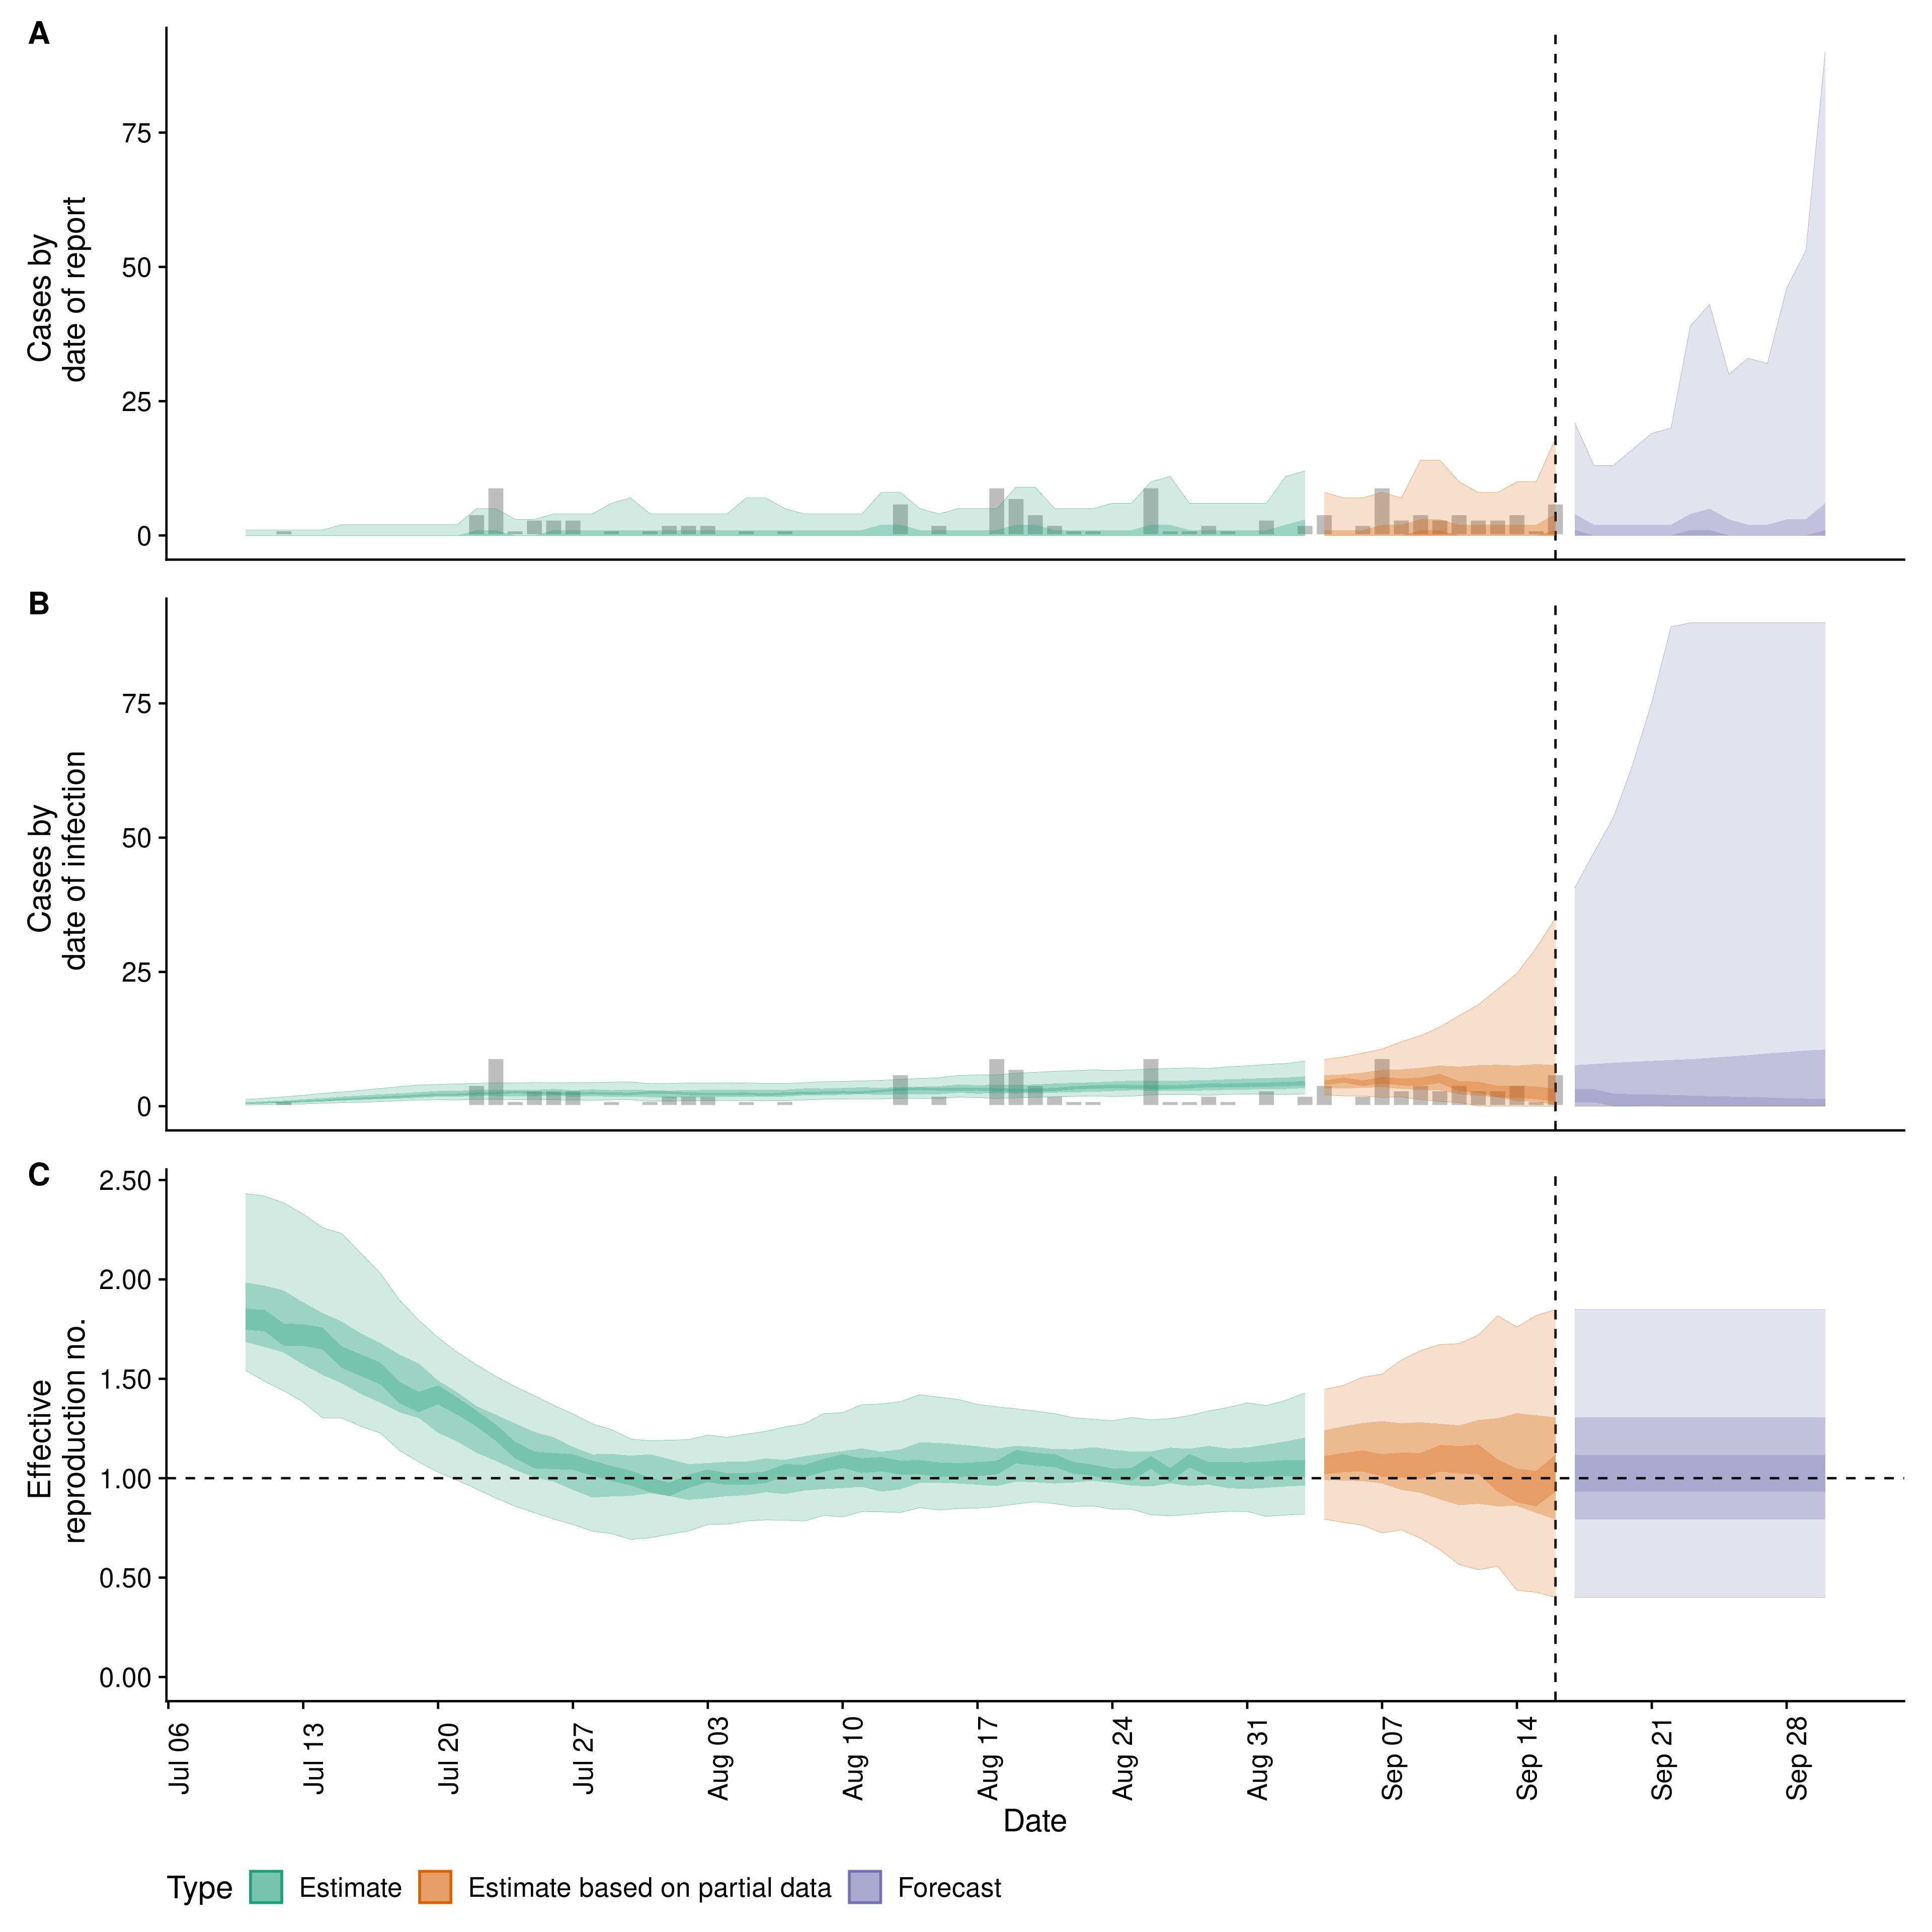 A
Cases by
date of report
75
50
25
0
B
Cases by
date of infection
75
50
25
0
C
Effective
reproduction no.
2.50
2.00
1.50
1.00
0.50
0.00
Jul 06
Jul 13
Jul 20
Jul 27
Aug 03
Aug 10
Aug 17
Aug 24
Aug 31
Sep 07
Sep 14
Sep 21
Sep 28
Date
Type Estimate Estimate based on partial data Forecast